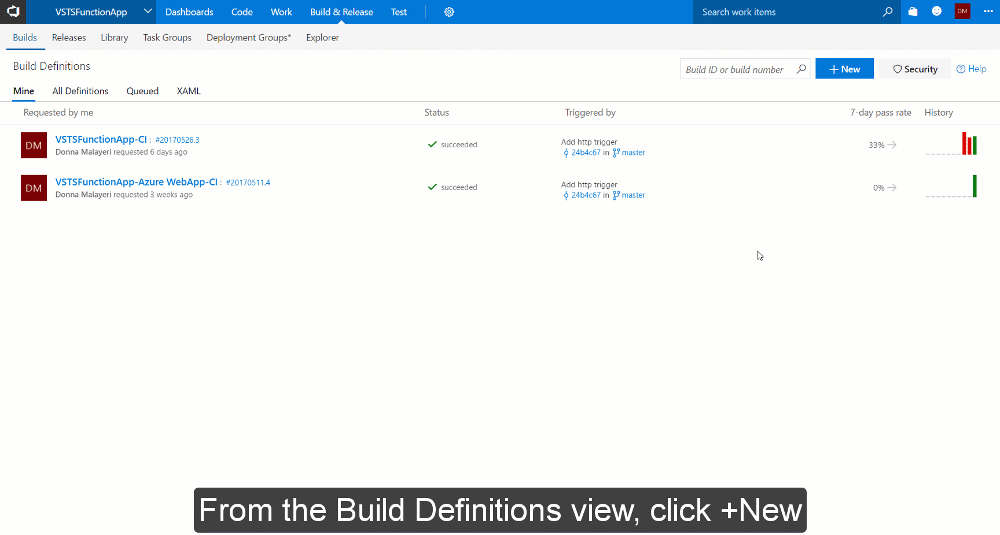 VSTSFunctionApp Dashboards Code Work Build & Release Test Search work items DM
Builds Releases Library Task Groups Deployment Groups* Explorer
Build Definitions Build ID or build number + New Security Help
Mine All Definitions Queued XAML
Requested by me Status Triggered by 7-day pass rate History
DM VSTSFunctionApp-CI : #20170526.3
Donna Malayeri requested 6 days ago
succeeded
Add http trigger
24b4c67 in master
33%
DM VSTSFunctionApp-Azure WebApp-CI : #20170511.4
Donna Malayeri requested 3 weeks ago
succeeded
Add http trigger
24b4c67 in master
0%
From the Build Definitions view, click +New